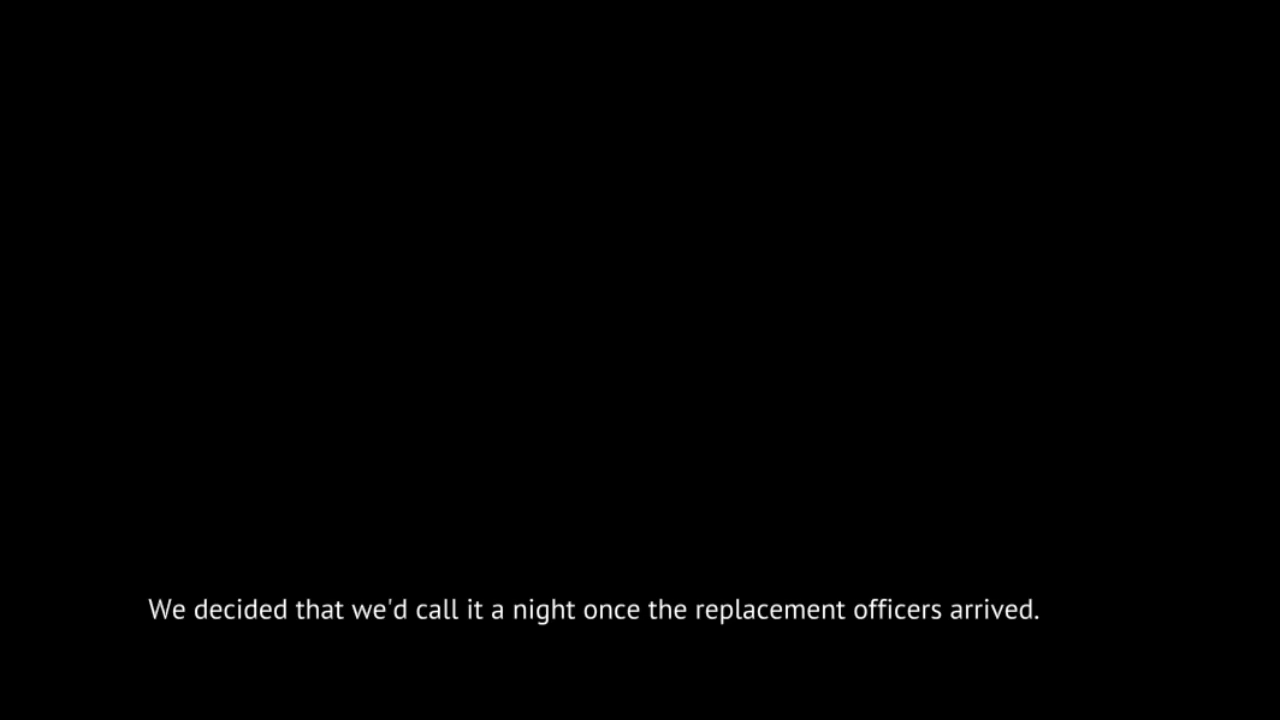 We decided that we'd call it a night once the replacement officers arrived.